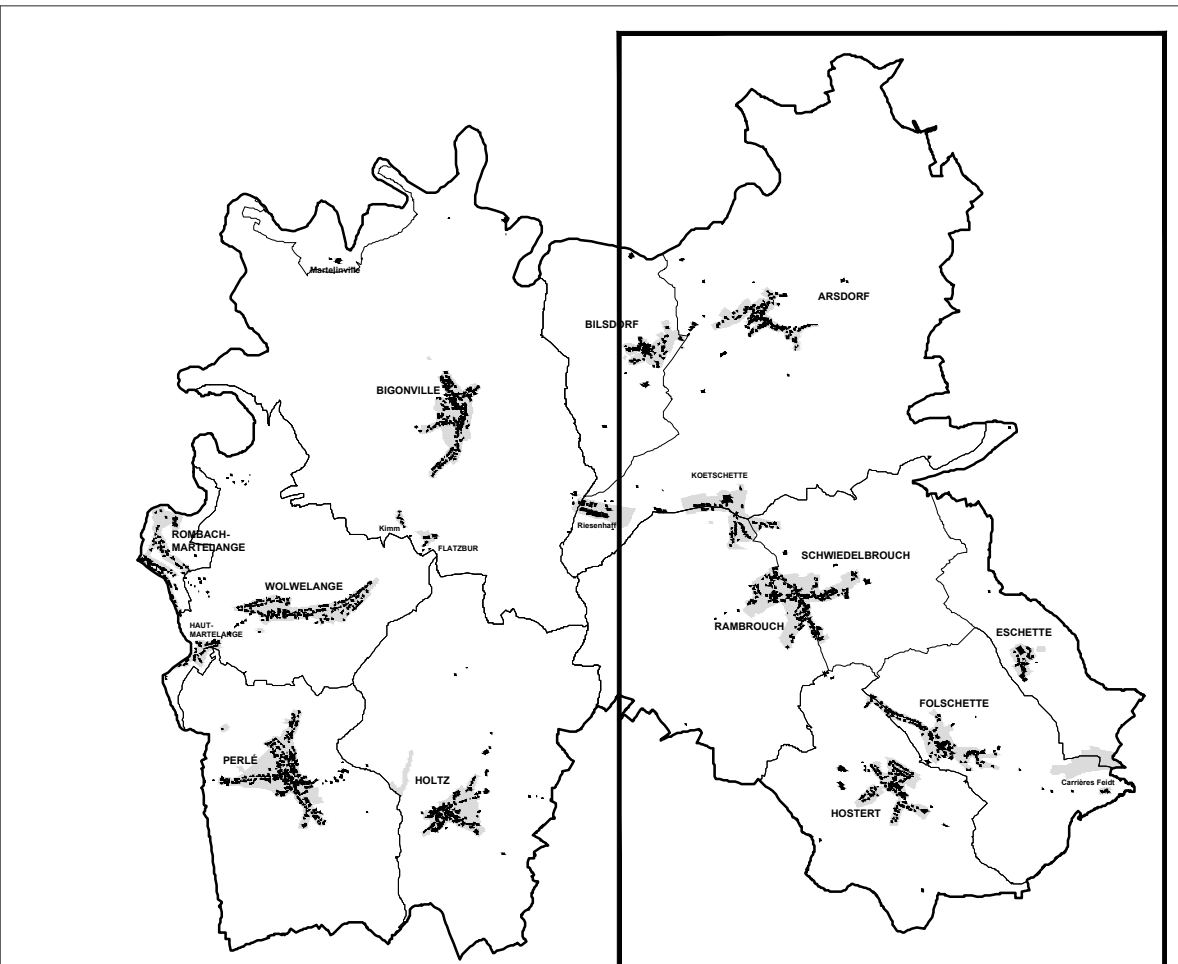 Martelinville
ARSDORF
BILSDORF
BIGONVILLE
KOETSCHETTE
Riesenhaff
Kimm
ROMBACH-
MARTELANGE
FLATZBUR
SCHWIEDELBROUCH
WOLWELANGE
HAUT-
MARTELANGE
RAMBROUCH
ESCHETTE
FOLSCHETTE
PERLÉ
HOLTZ
Carrières Feidt
HOSTERT